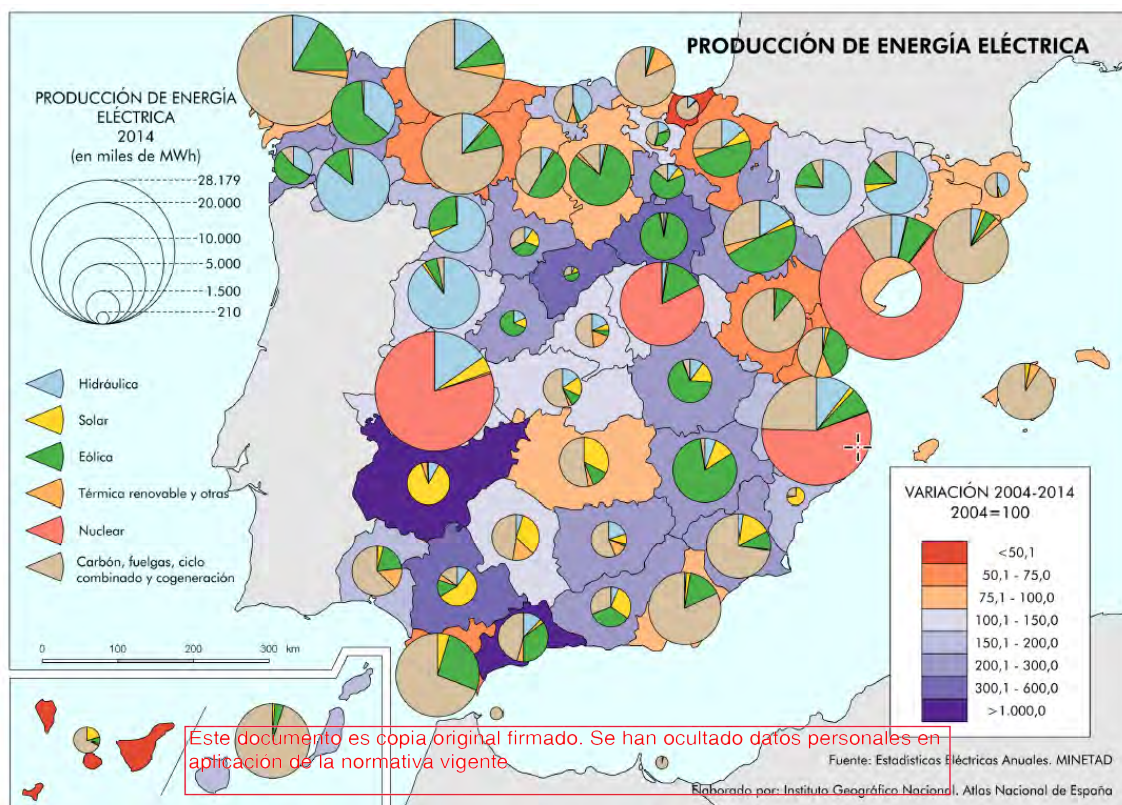 PRODUCCIÓN DE ENERGÍA ELÉCTRICA
PRODUCCIÓN DE ENERGÍA
ELÉCTRICA
2014
(en miles de MWh)
28.179
20.000
10.000
5.000
1.500
210
Hidráulica
Solar
Eólica
Térmica renovable y otras
Nuclear
Carbón, fuelgas, ciclo
combinado y cogeneración
VARIACIÓN 2004-2014
2004=100
<50,1
50,1 - 75,0
75,1 - 100,0
100,1 - 150,0
150,1 - 200,0
200,1 - 300,0
300,1 - 600,0
>1.000,0
0 100 200 300 km
Este documento es copia original firmado. Se han ocultado datos personales en
aplicación de la normativa vigente
Fuente: Estadísticas Eléctricas Anuales. MINETAD
Elaborado por: Instituto Geográfico Nacional. Atlas Nacional de España